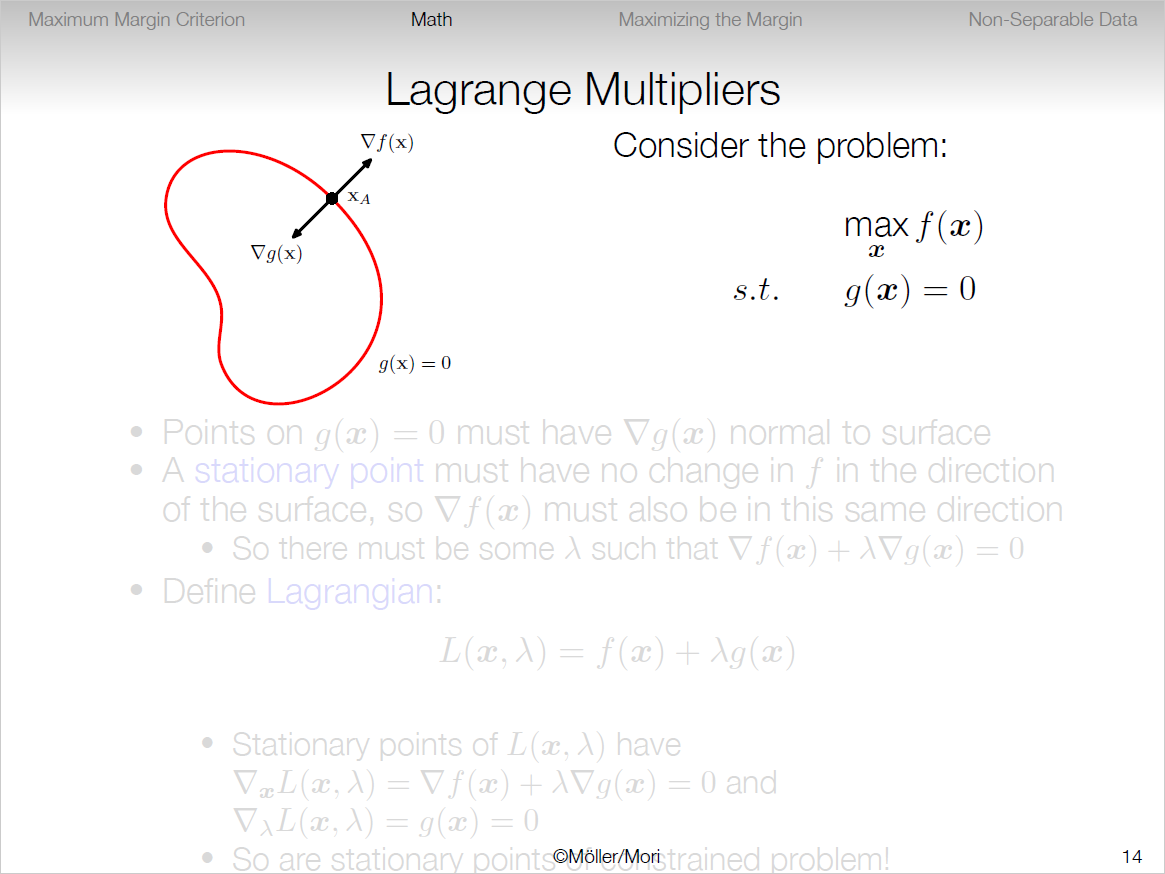 Maximum Margin Criterion Math Maximizing the Margin Non-Separable Data
Lagrange Multipliers
∇f(x)
x_A
∇g(x)
g(x) = 0
Consider the problem:
max f(x)
x
s.t. g(x) = 0
• Points on g(x) = 0 must have ∇g(x) normal to surface
• A stationary point must have no change in f in the direction
of the surface, so ∇f(x) must also be in this same direction
• So there must be some λ such that ∇f(x) + λ∇g(x) = 0
• Define Lagrangian:
L(x, λ) = f(x) + λg(x)
• Stationary points of L(x, λ) have
∇_x L(x, λ) = ∇f(x) + λ∇g(x) = 0 and
∇_λ L(x, λ) = g(x) = 0
• So are stationary points of constrained problem!
©Möller/Mori
14